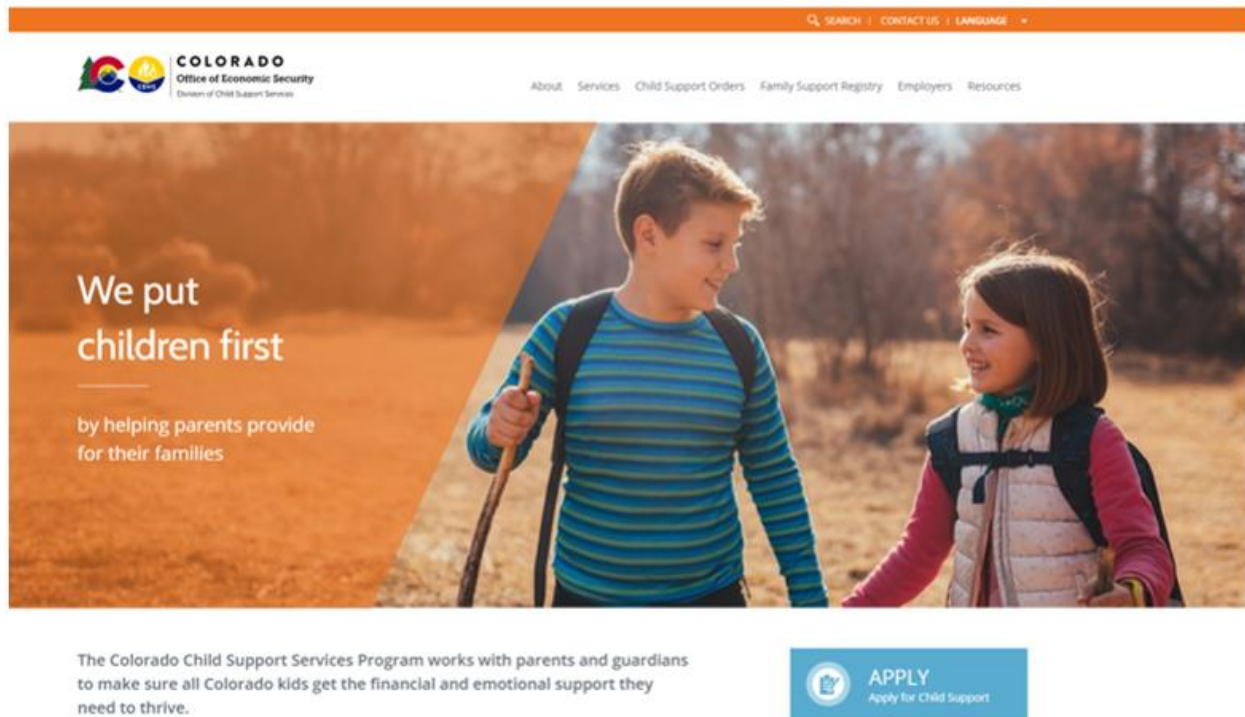 SEARCH | CONTACT US | LANGUAGE
COLORADO
Office of Economic Security
Division of Child Support Services
CDHS
About Services Child Support Orders Family Support Registry Employers Resources
We put
children first
by helping parents provide
for their families
The Colorado Child Support Services Program works with parents and guardians
to make sure all Colorado kids get the financial and emotional support they
need to thrive.
APPLY
Apply for Child Support